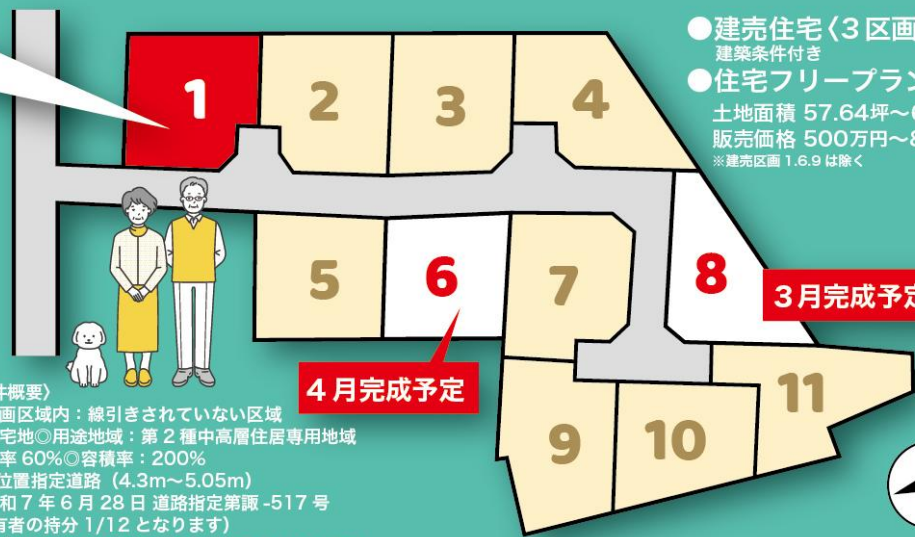 ●建売住宅〈3区画
建築条件付き
●住宅フリープラン
土地面積 57.64坪〜
販売価格 500万円〜
※建売区画 1.6.9 は除く
1
2
3
4
5
6
7
8
3月完成予定
4月完成予定
9
10
11
件概要〉
画区域内：線引きされていない区域
宅地◎用途地域：第2種中高層住居専用地域
率 60%◎容積率：200%
位置指定道路（4.3m〜5.05m）
和7年6月28日 道路指定第諏-517号
有者の持分 1/12 となります）